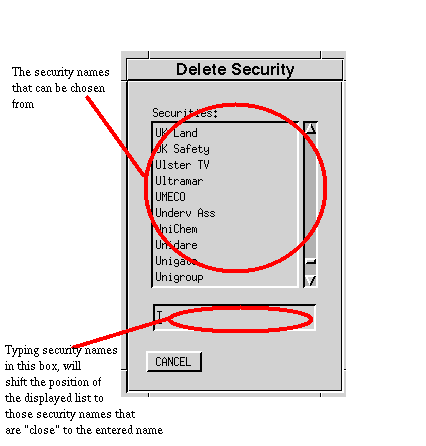 Delete Security
The security names
that can be chosen
from
Securities:
UK Land
UK Safety
Ulster TV
Ultramar
UMECO
Underv Ass
UniChem
Unidare
Unigate
Unigroup
Typing security names
in this box, will
shift the position of
the displayed list to
those security names that
are "close" to the entered name
CANCEL